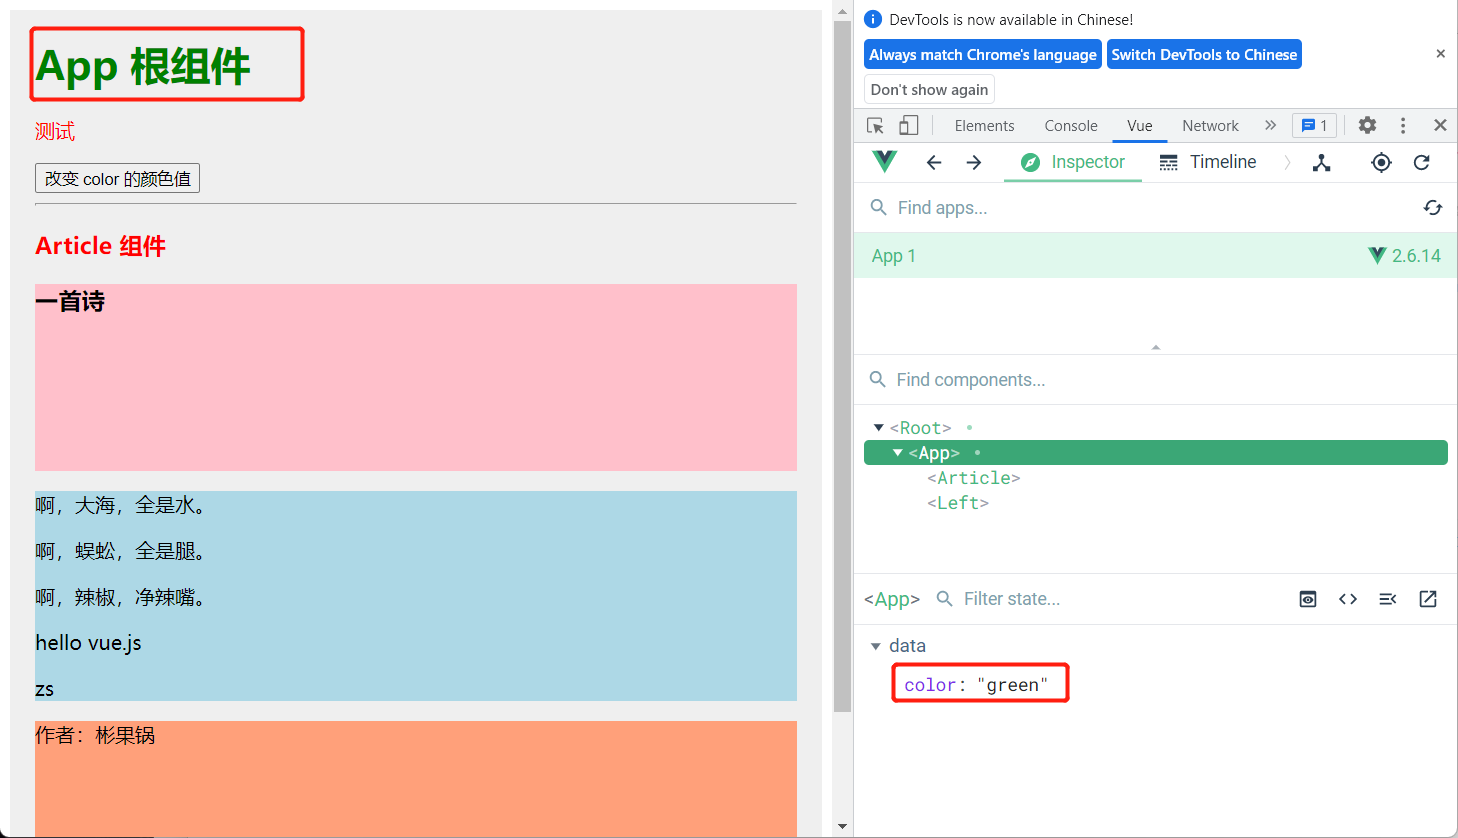 App 根组件
测试
改变 color 的颜色值
Article 组件
一首诗
啊，大海，全是水。
啊，蜈蚣，全是腿。
啊，辣椒，净辣嘴。
hello vue.js
zs
作者：彬果锅
DevTools is now available in Chinese!
Always match Chrome's language
Switch DevTools to Chinese
Don't show again
Elements Console Vue Network 1
Inspector Timeline
Find apps...
App 1 2.6.14
Find components...
<Root>
<App>
<Article>
<Left>
<App> Filter state...
data
color: "green"